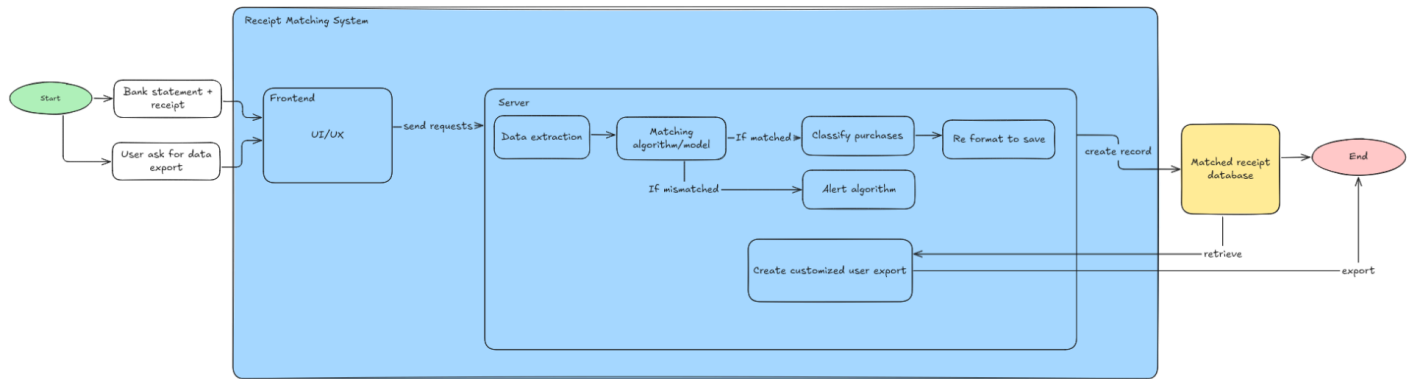 Receipt Matching System
Start
Bank statement +
receipt
User ask for data
export
Frontend
UI/UX
send requests
Server
Data extraction
Matching
algorithm/model
If matched
Classify purchases
Re format to save
If mismatched
Alert algorithm
Create customized user export
create record
Matched receipt
database
End
retrieve
export